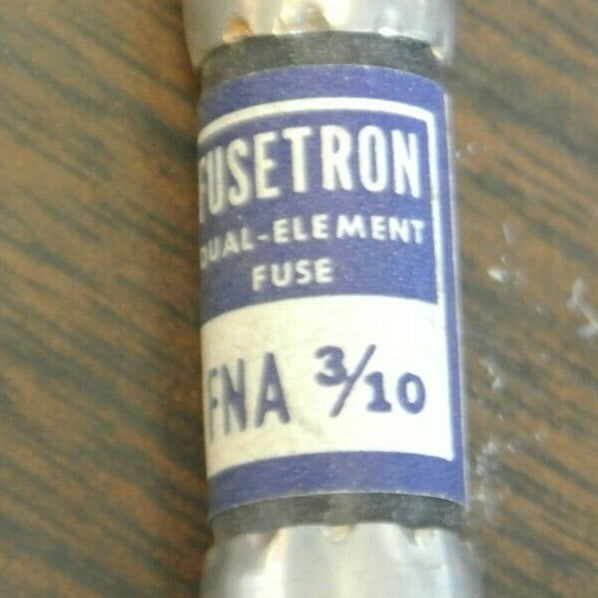 FUSETRON
DUAL-ELEMENT
FUSE
FNA 3/10